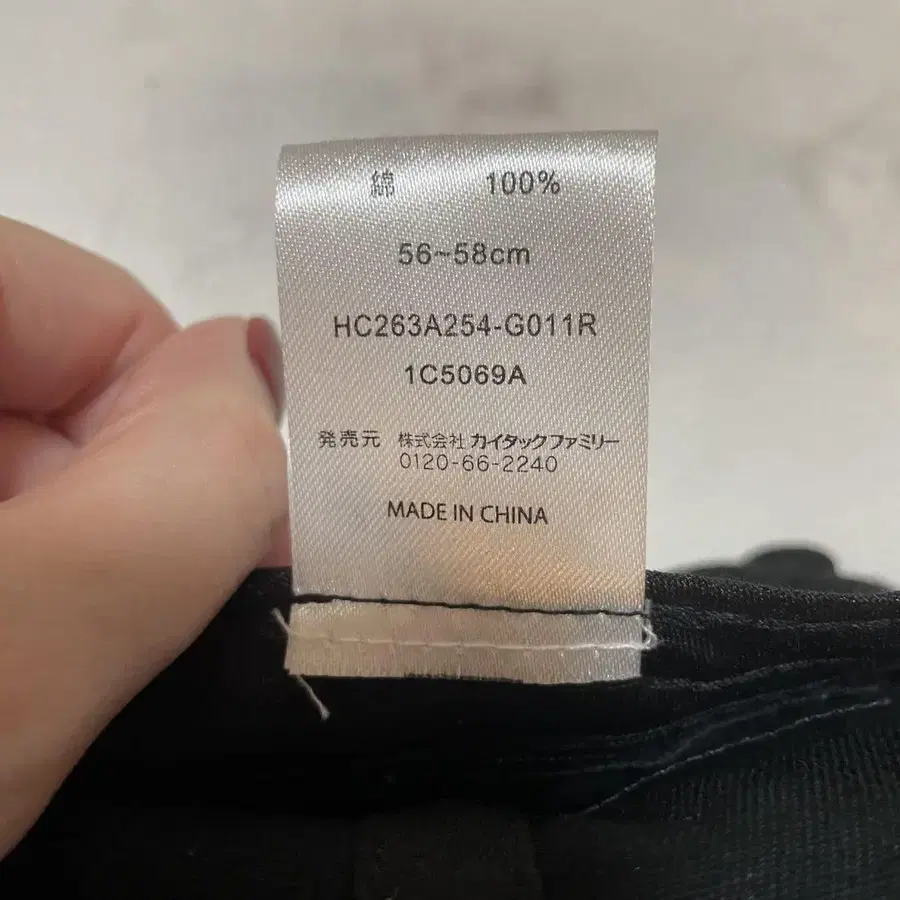 綿 100%
56~58cm
HC263A254-G011R
1C5069A
発売元 株式会社 カイタックファミリー
0120-66-2240
MADE IN CHINA